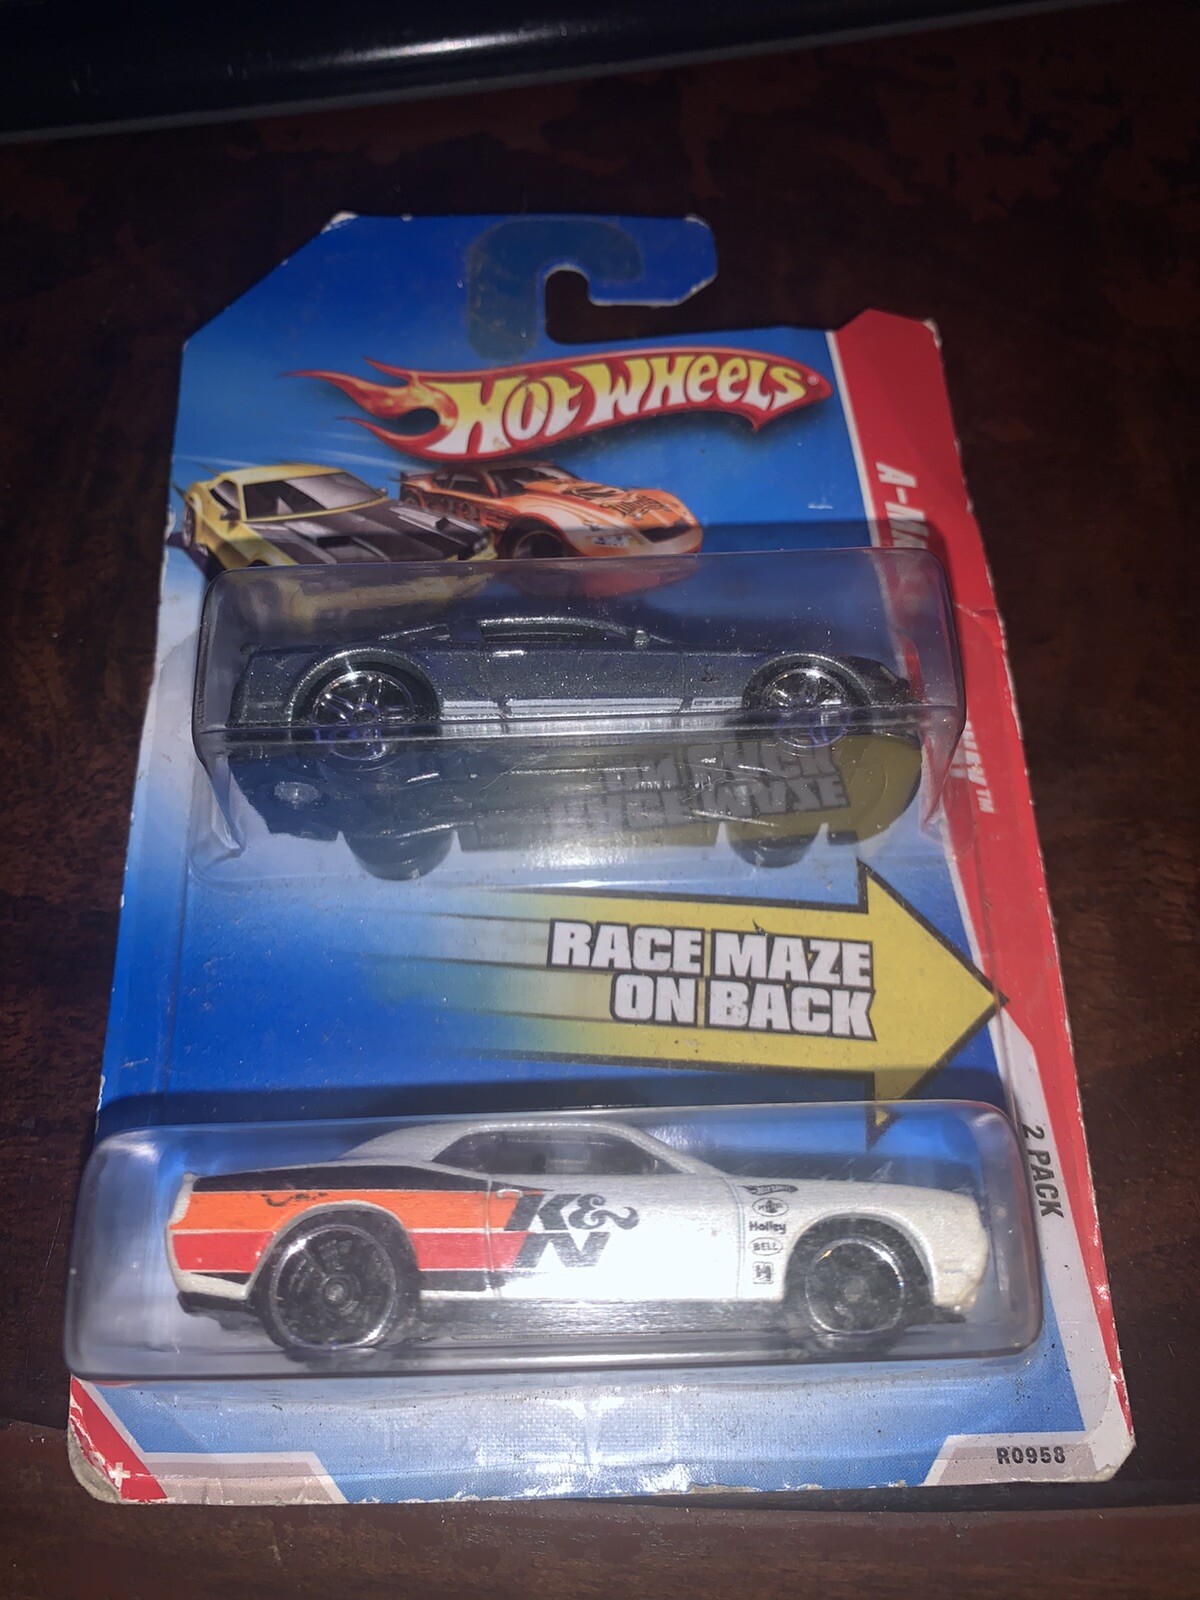 HOT WHEELS®
RACE MAZE
ON BACK
2 PACK
K&N
Holley
BELL
R0958